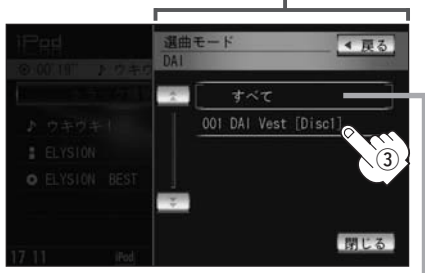 iPod
選曲モード
◀ 戻る
DAI
00'18" ♪ウキウ
すべて
♪ ウキウキ!
001 DAI Vest [Disc1]
③
ELYSION
ELYSION BEST
閉じる
17 11
iPod